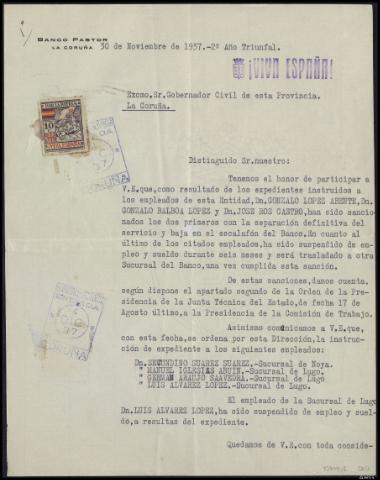 BANCO PASTOR
LA CORUÑA
30 de Noviembre de 1937.-2º Año Triunfal.
¡VIVA ESPAÑA!
Excmo.Sr.Gobernador Civil de esta Provincia.
La Coruña.
10
CORUÑA
Distinguido Sr.nuestro:
Tenemos el honor de participar a
V.E.que,como resultado de los expedientes instruidos a
los empleados de esta Entidad,Dn.GONZALO LOPEZ ABENTE,Dn.
GONZALO BALBOA LOPEZ y Dn.JOSE ROS CASTRO,han sido sancio-
nados los dos primeros con la separación definitiva del
servicio y baja en el escalafón del Banco.En cuanto al
último de los citados empleados,ha sido suspendido de
empleo y sueldo durante seis meses y será trasladado a otra
Sucursal del Banco,una vez cumplida esta sanción.
De estas sanciones,damos cuenta,
según dispone el apartado segundo de la Orden de la Pre-
sidencia de la Junta Técnica del Estado,de fecha 17 de
Agosto último,a la Presidencia de la Comisión de Trabajo.
Asimismo comunicamos a V.E.que,
con esta fecha,se ordena por esta Dirección,la instruc-
ción de expediente a los siguientes empleados:
Dn.SEGUNDINO SUAREZ SUAREZ.-Sucursal de Noya.
" MANUEL IGLESIAS -Sucursal de Lugo.
" GERMAN ARAUJO SAAVEDRA.-Sucursal de Lugo
" LUIS ALVAREZ LOPEZ.-Sucursal de Lugo.
El empleado de la Sucursal de Lugo
Dn.LUIS ALVAREZ LOPEZ,ha sido suspendido de empleo y suel-
do,a resultas del expediente.
Quedamos de V.E.con toda conside-